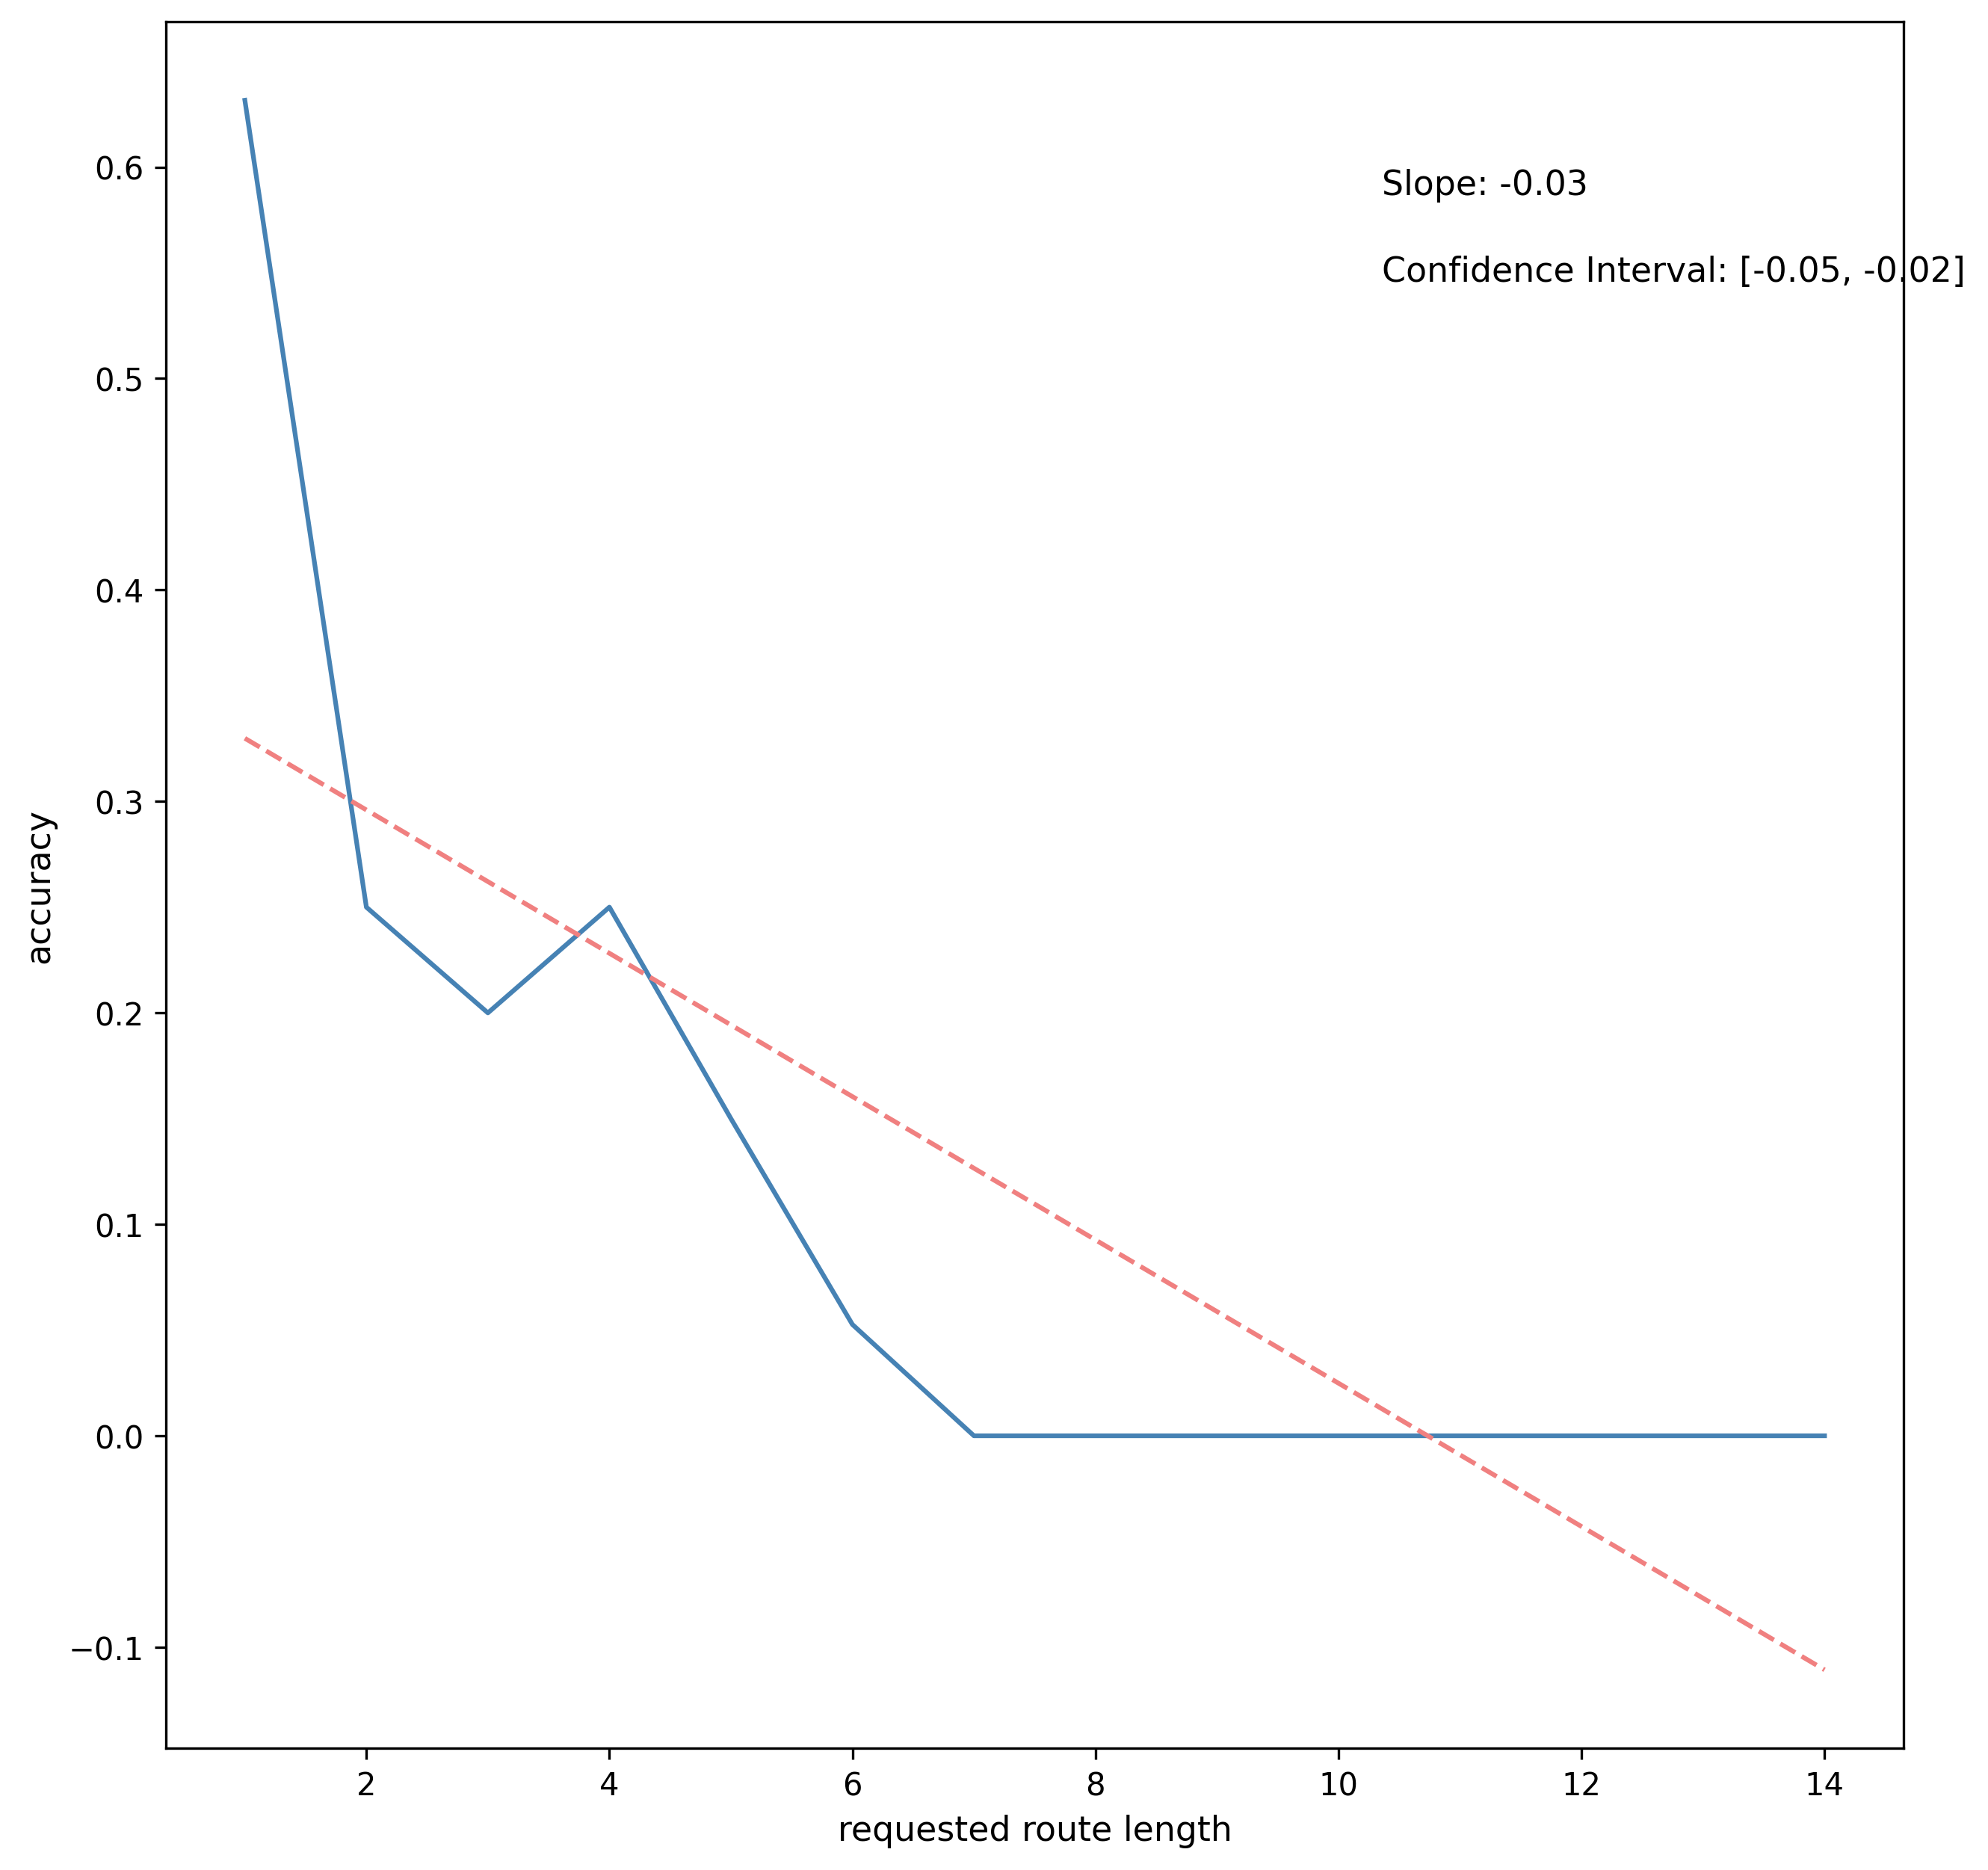 0.6
0.5
0.4
0.3
0.2
0.1
0.0
−0.1
accuracy
Slope: -0.03
Confidence Interval: [-0.05, -0.02]
2 4 6 8 10 12 14
requested route length